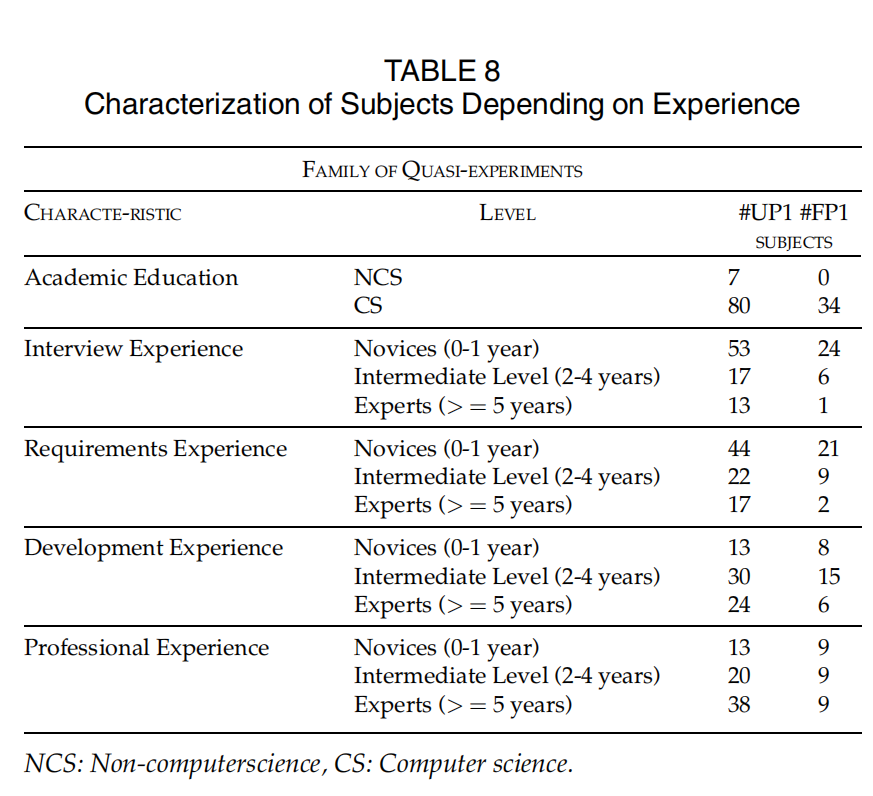 TABLE 8
Characterization of Subjects Depending on Experience
FAMILY OF QUASI-EXPERIMENTS
CHARACTE-RISTIC LEVEL #UP1 #FP1
SUBJECTS
Academic Education NCS 7 0
CS 80 34
Interview Experience Novices (0-1 year) 53 24
Intermediate Level (2-4 years) 17 6
Experts (> = 5 years) 13 1
Requirements Experience Novices (0-1 year) 44 21
Intermediate Level (2-4 years) 22 9
Experts (> = 5 years) 17 2
Development Experience Novices (0-1 year) 13 8
Intermediate Level (2-4 years) 30 15
Experts (> = 5 years) 24 6
Professional Experience Novices (0-1 year) 13 9
Intermediate Level (2-4 years) 20 9
Experts (> = 5 years) 38 9
NCS: Non-computerscience, CS: Computer science.